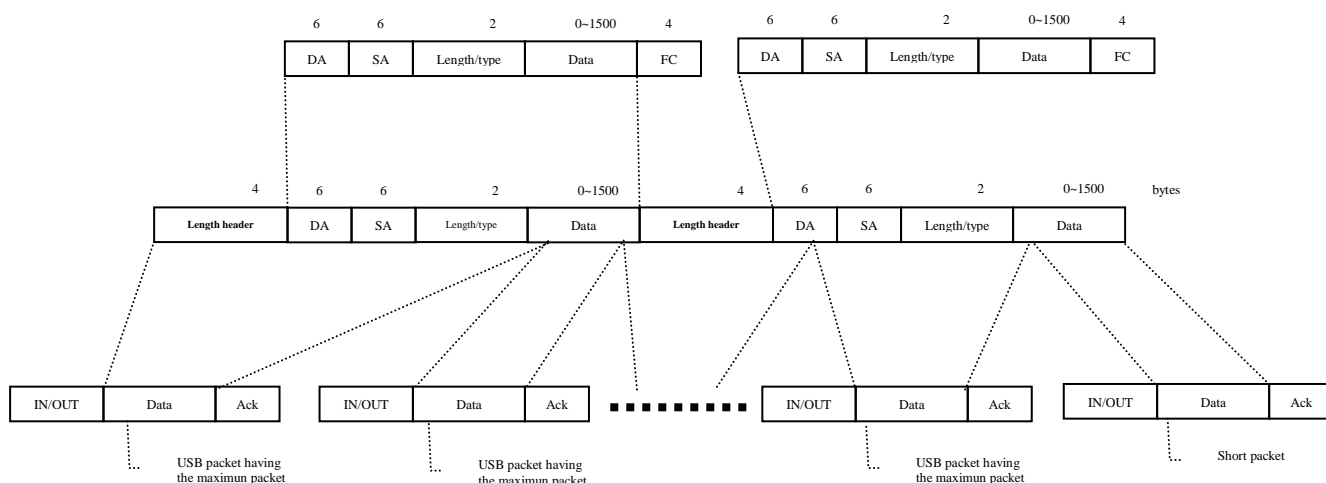 6 6 2 0~1500 4
6 6 2 0~1500 4
DA SA Length/type Data FC
DA SA Length/type Data FC
4 6 6 2 0~1500 4 6 6 2 0~1500 bytes
Length header DA SA Length/type Data Length header DA SA Length/type Data
IN/OUT Data Ack
IN/OUT Data Ack
IN/OUT Data Ack
IN/OUT Data Ack
USB packet having
the maximun packet
USB packet having
the maximun packet
USB packet having
the maximun packet
Short packet